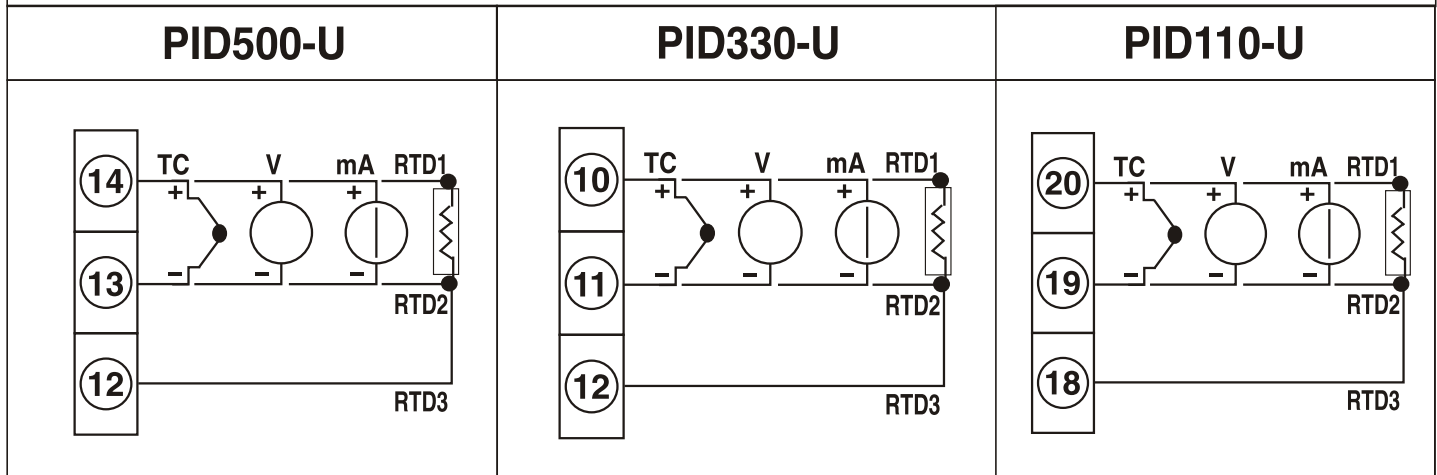 PID500-U
PID330-U
PID110-U
14 TC V mA RTD1
+ + +
13 - - -
RTD2
12
RTD3
10 TC V mA RTD1
+ + +
11 - - -
RTD2
12
RTD3
20 TC V mA RTD1
+ + +
19 - - -
RTD2
18
RTD3